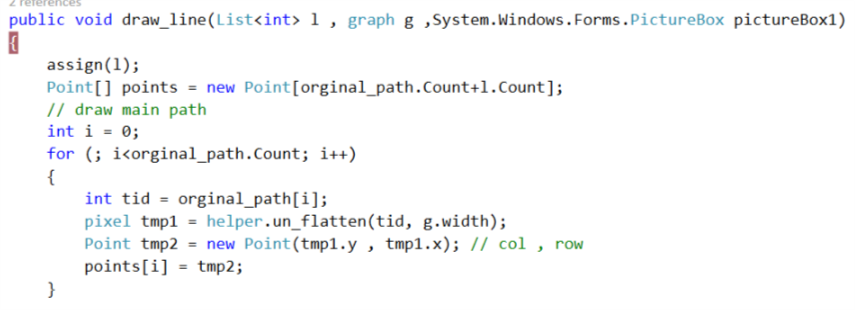 2 references
public void draw_line(List<int> l , graph g ,System.Windows.Forms.PictureBox pictureBox1)
{
assign(l);
Point[] points = new Point[orginal_path.Count+l.Count];
// draw main path
int i = 0;
for (; i<orginal_path.Count; i++)
{
int tid = orginal_path[i];
pixel tmp1 = helper.un_flatten(tid, g.width);
Point tmp2 = new Point(tmp1.y , tmp1.x); // col , row
points[i] = tmp2;
}